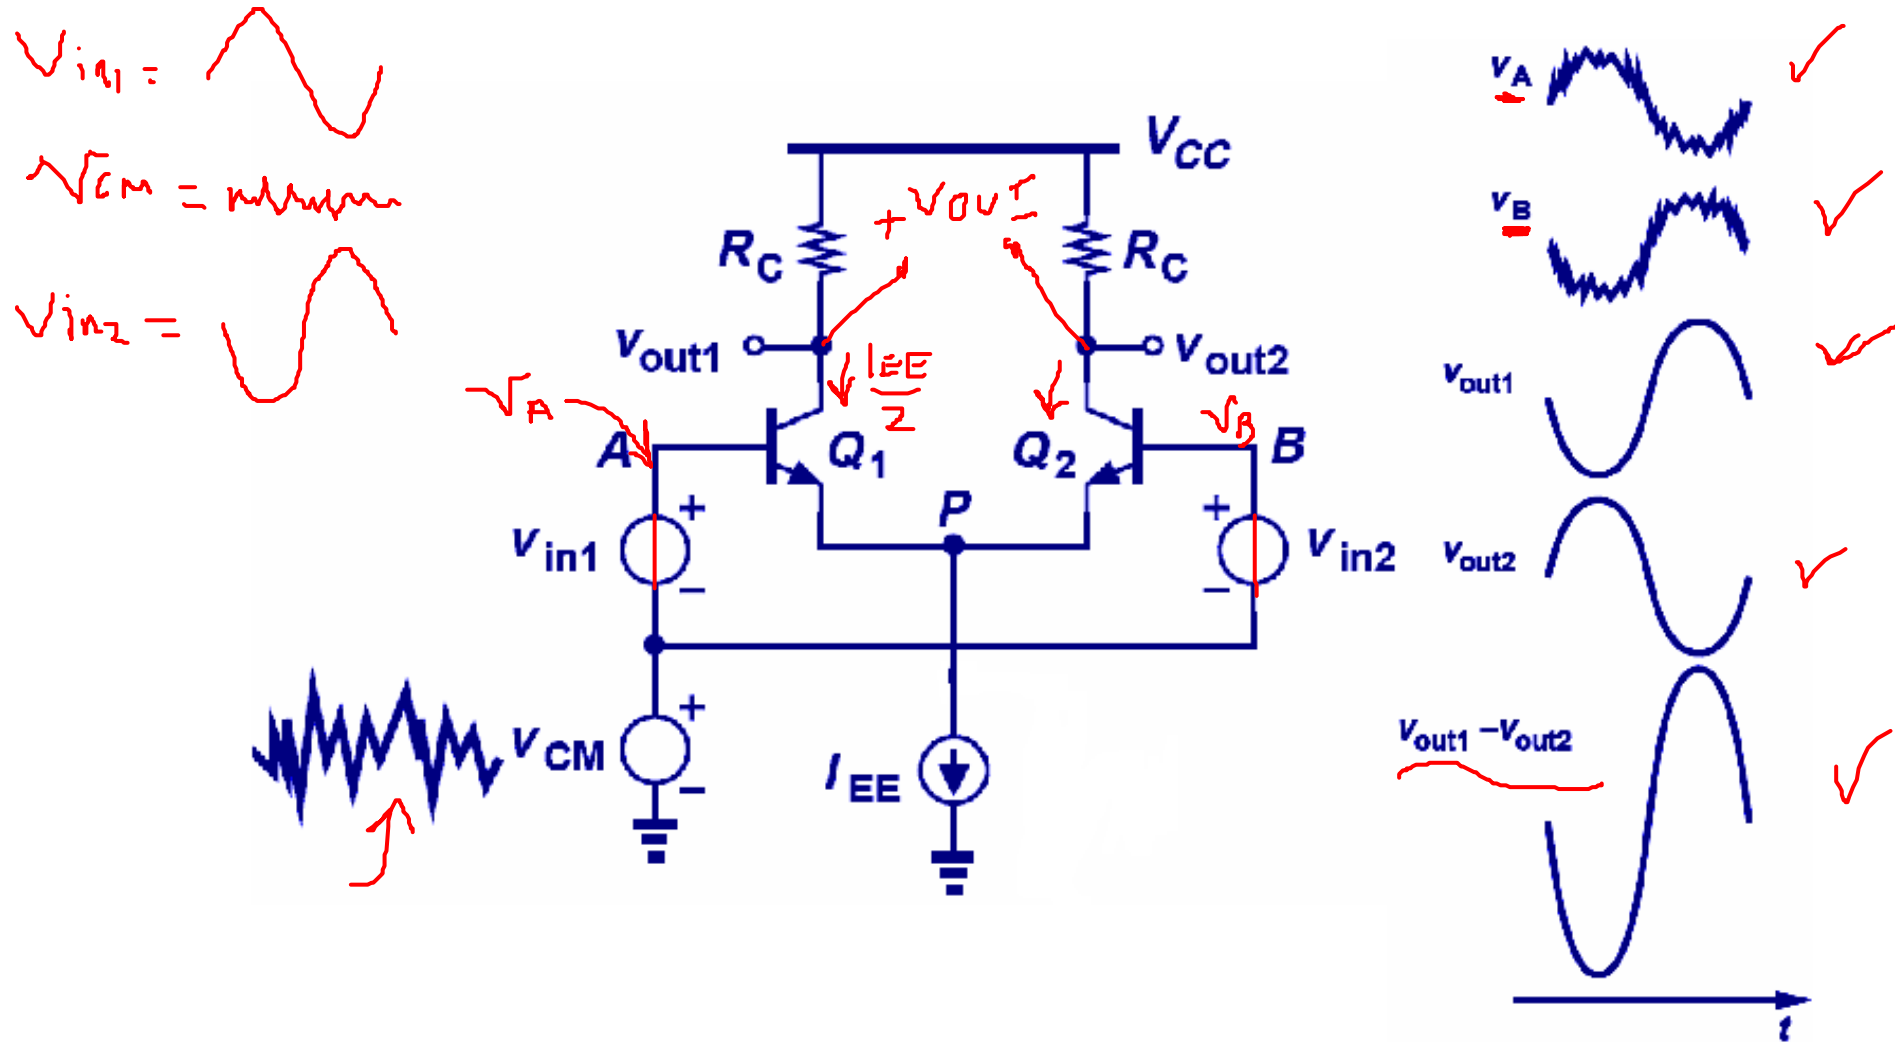 Vin1 =
VCM =
Vin2 =
VCC
+ VOUT -
RC
RC
vout1
vout2
IEE
2
VA
VB
A
Q1
Q2
B
P
+
+
vin1
vin2
-
-
+
vCM
-
IEE
vA
vB
vout1
vout2
vout1 -vout2
t